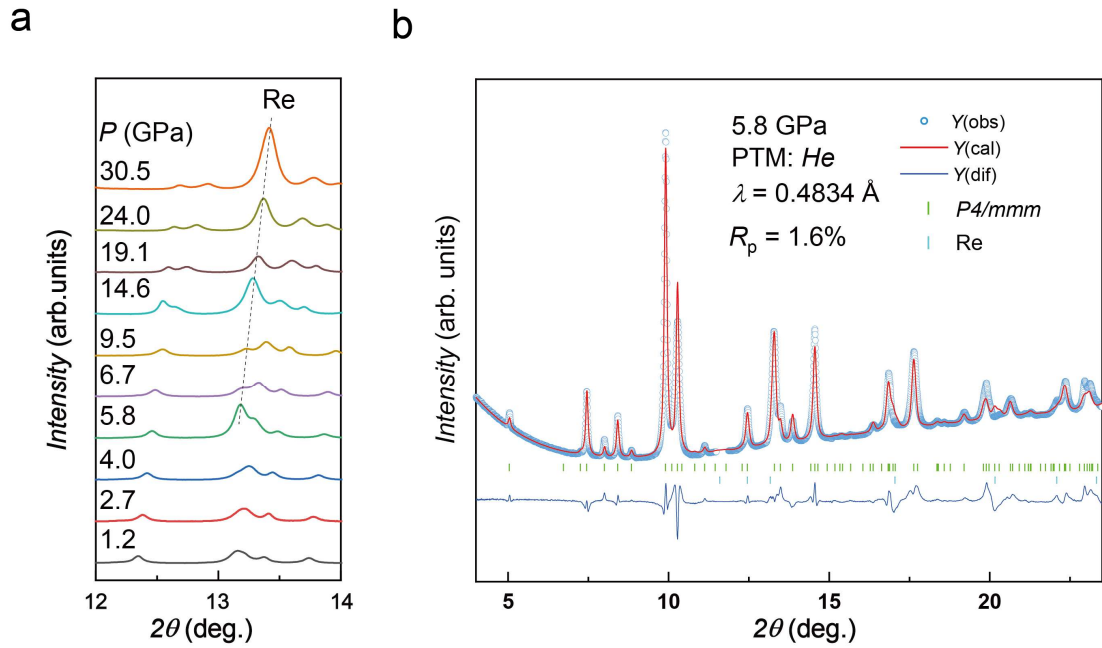 a
Re
P (GPa)
30.5
24.0
19.1
14.6
9.5
6.7
5.8
4.0
2.7
1.2
Intensity (arb.units)
12
13
14
2θ (deg.)
b
5.8 GPa
PTM: He
λ = 0.4834 Å
Rp = 1.6%
Y(obs)
Y(cal)
Y(dif)
P4/mmm
Re
Intensity (arb. units)
5
10
15
20
2θ (deg.)